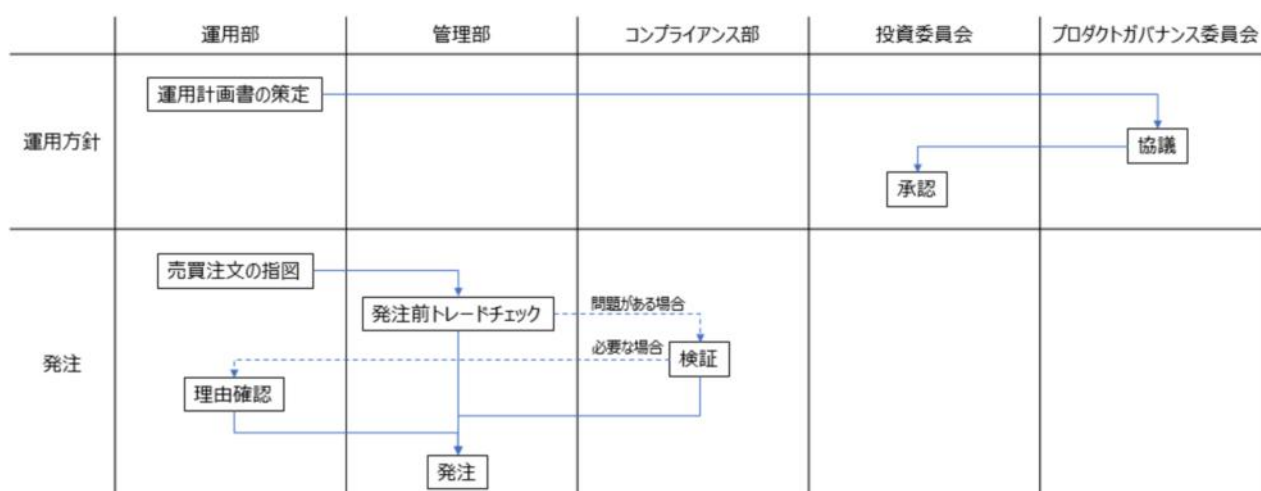 運用部
管理部
コンプライアンス部
投資委員会
プロダクトガバナンス委員会
運用方針
運用計画書の策定
協議
承認
発注
売買注文の指図
発注前トレードチェック
問題がある場合
検証
必要な場合
理由確認
発注